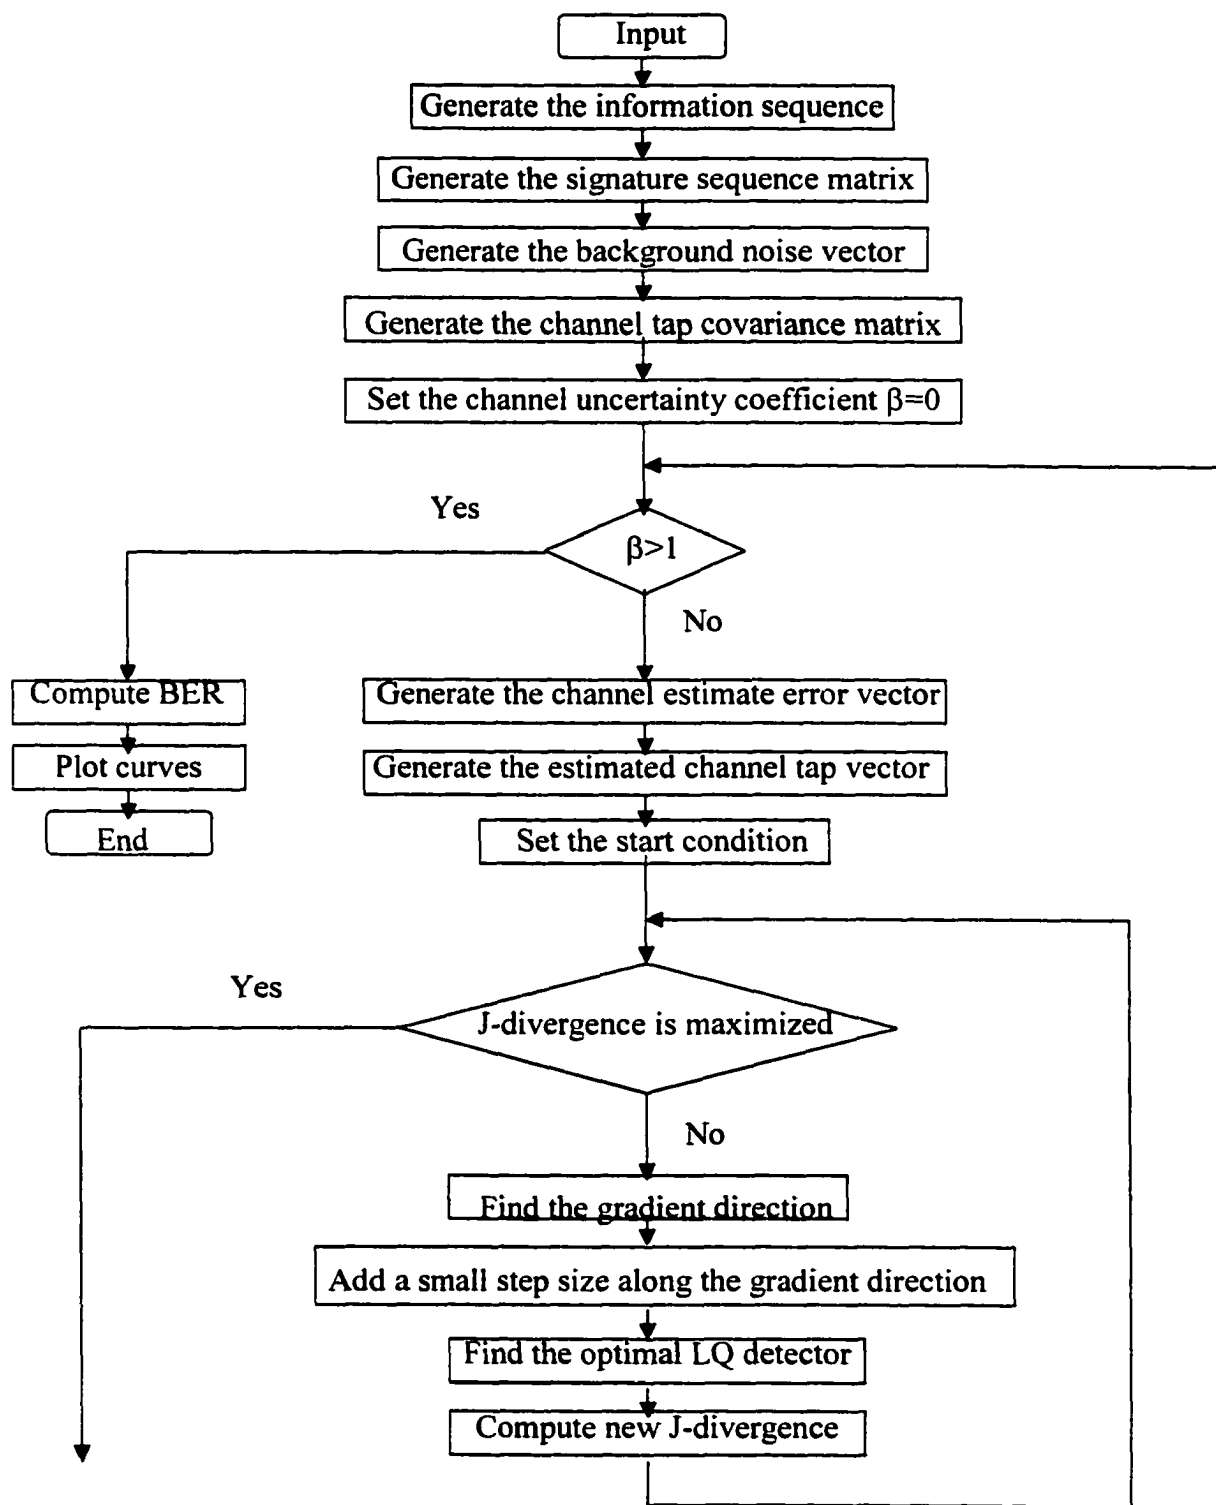 Input
Generate the information sequence
Generate the signature sequence matrix
Generate the background noise vector
Generate the channel tap covariance matrix
Set the channel uncertainty coefficient β=0
Yes
β>1
No
Compute BER
Generate the channel estimate error vector
Plot curves
Generate the estimated channel tap vector
End
Set the start condition
Yes
J-divergence is maximized
No
Find the gradient direction
Add a small step size along the gradient direction
Find the optimal LQ detector
Compute new J-divergence